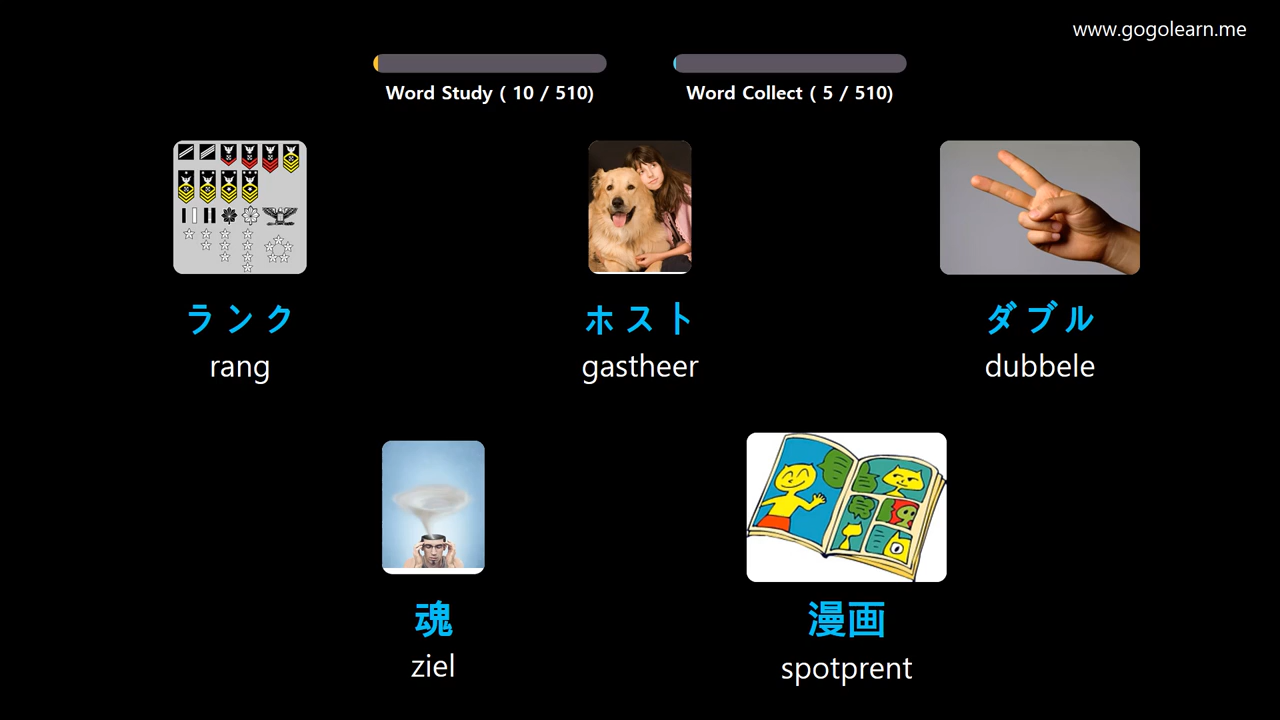 www.gogolearn.me
Word Study ( 10 / 510)
Word Collect ( 5 / 510)
ランク
rang
ホスト
gastheer
ダブル
dubbele
魂
ziel
漫画
spotprent